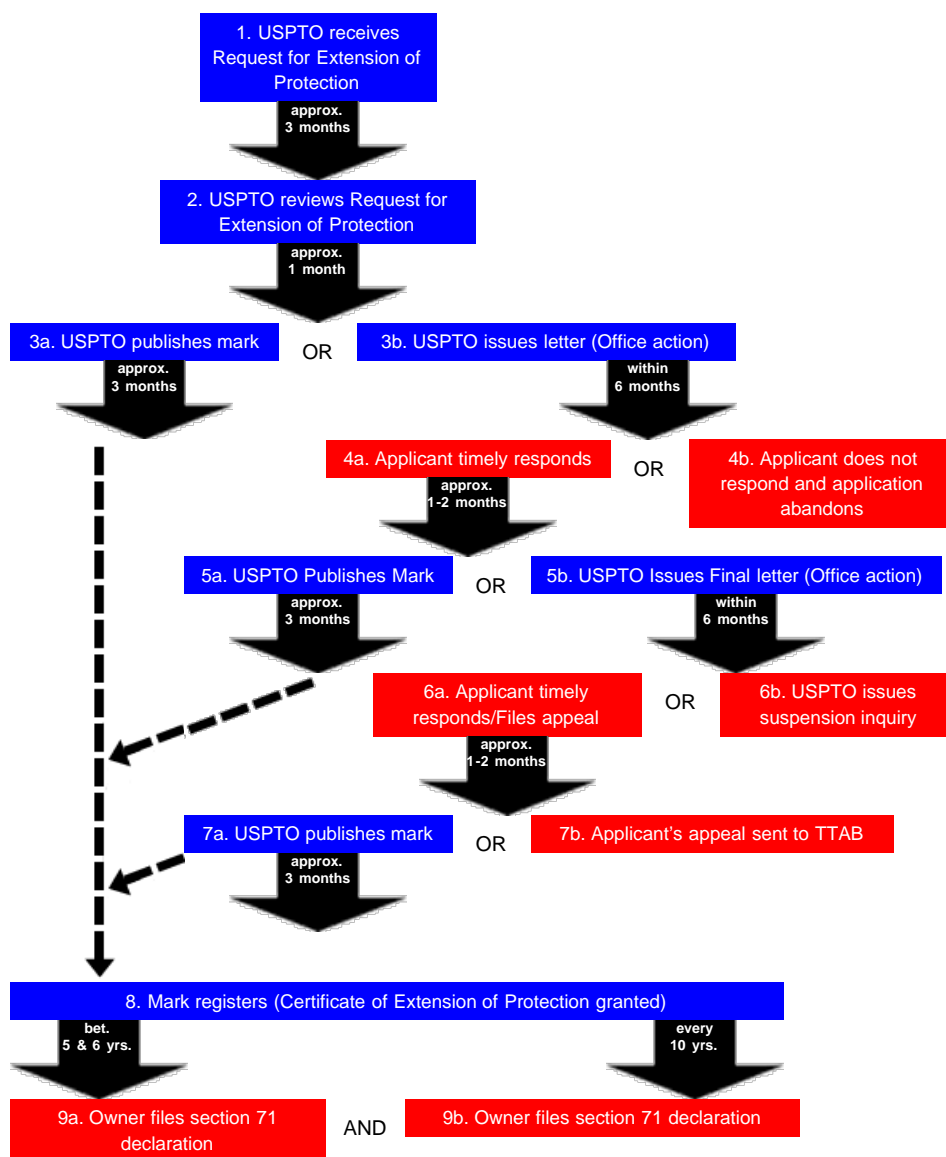 1. USPTO receives
Request for Extension of
Protection
approx.
3 months
2. USPTO reviews Request for
Extension of Protection
approx.
1 month
3a. USPTO publishes mark
OR
3b. USPTO issues letter (Office action)
approx.
3 months
within
6 months
4a. Applicant timely responds
OR
4b. Applicant does not
respond and application
abandons
approx.
1-2 months
5a. USPTO Publishes Mark
OR
5b. USPTO Issues Final letter (Office action)
approx.
3 months
within
6 months
6a. Applicant timely
responds/Files appeal
OR
6b. USPTO issues
suspension inquiry
approx.
1-2 months
7a. USPTO publishes mark
OR
7b. Applicant's appeal sent to TTAB
approx.
3 months
8. Mark registers (Certificate of Extension of Protection granted)
bet.
5 & 6 yrs.
every
10 yrs.
9a. Owner files section 71
declaration
AND
9b. Owner files section 71 declaration